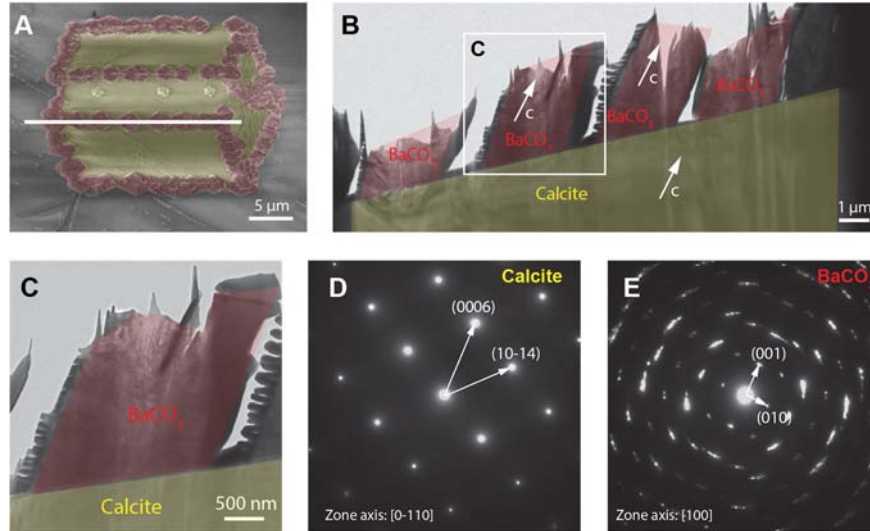 A
5 µm
B
C
c
c
c
BaCO3
BaCO3
BaCO3
BaCO3
Calcite
1 µm
C
BaCO3
Calcite
500 nm
D
Calcite
(0006)
(10-14)
Zone axis: [0-110]
E
BaCO
(001)
(010)
Zone axis: [100]